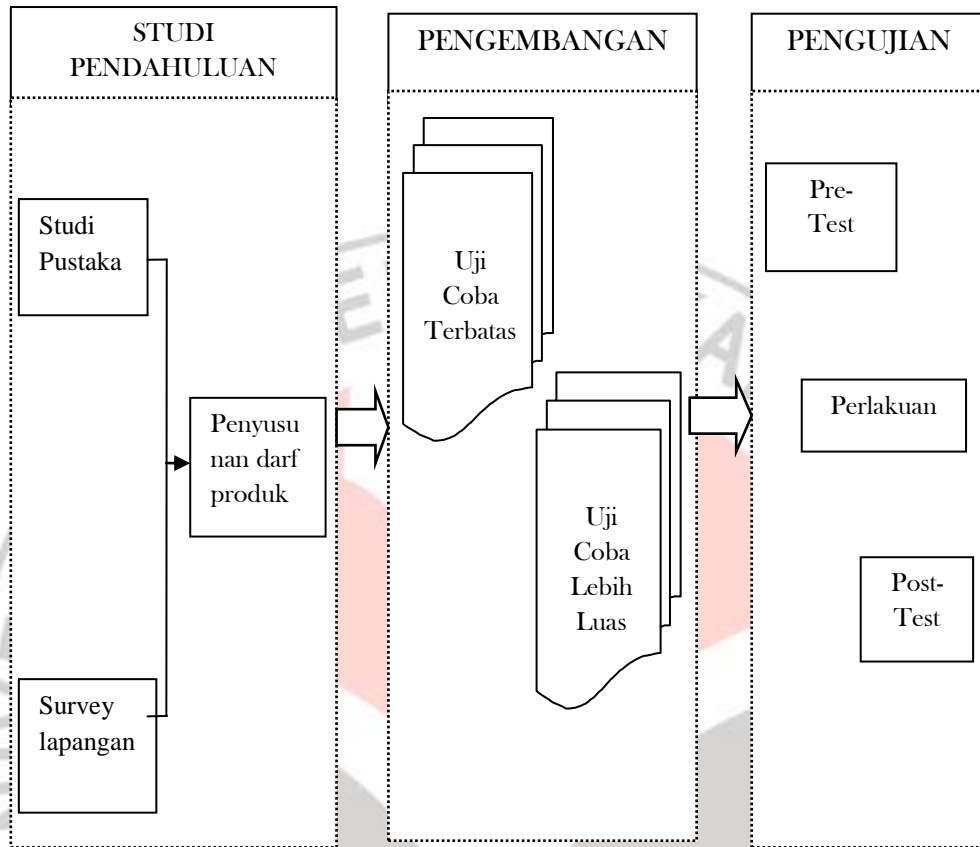 STUDI
PENDAHULUAN
Studi
Pustaka
Penyusu
nan darf
produk
Survey
lapangan
PENGEMBANGAN
Uji
Coba
Terbatas
Uji
Coba
Lebih
Luas
PENGUJIAN
Pre-
Test
Perlakuan
Post-
Test